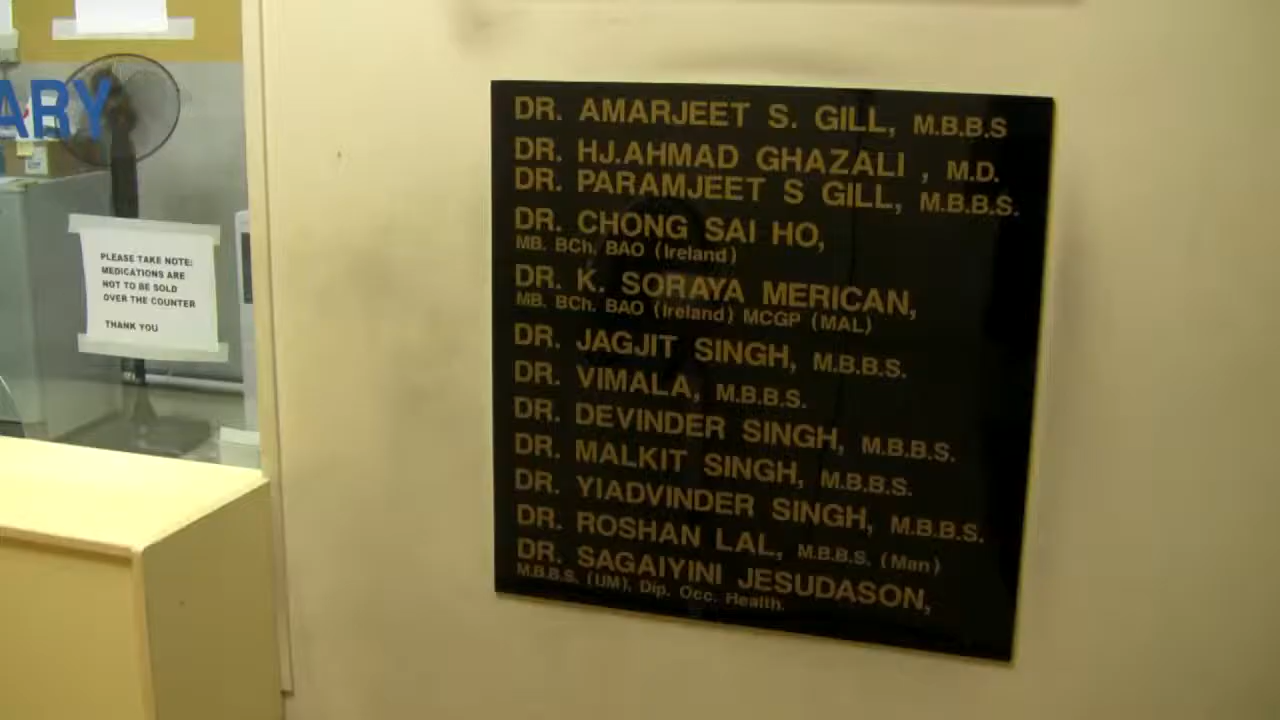 ARY
PLEASE TAKE NOTE:
MEDICATIONS ARE
NOT TO BE SOLD
OVER THE COUNTER
THANK YOU
DR. AMARJEET S. GILL, M.B.B.S
DR. HJ.AHMAD GHAZALI , M.D.
DR. PARAMJEET S GILL, M.B.B.S.
DR. CHONG SAI HO,
MB. BCh. BAO (Ireland)
DR. K. SORAYA MERICAN,
MB. BCh. BAO (Ireland) MCGP (MAL)
DR. JAGJIT SINGH, M.B.B.S.
DR. VIMALA, M.B.B.S.
DR. DEVINDER SINGH, M.B.B.S.
DR. MALKIT SINGH, M.B.B.S.
DR. YIADVINDER SINGH, M.B.B.S.
DR. ROSHAN LAL, M.B.B.S. (Man)
DR. SAGAIYINI JESUDASON,
M.B.B.S. (UM), Dip. Occ. Health.